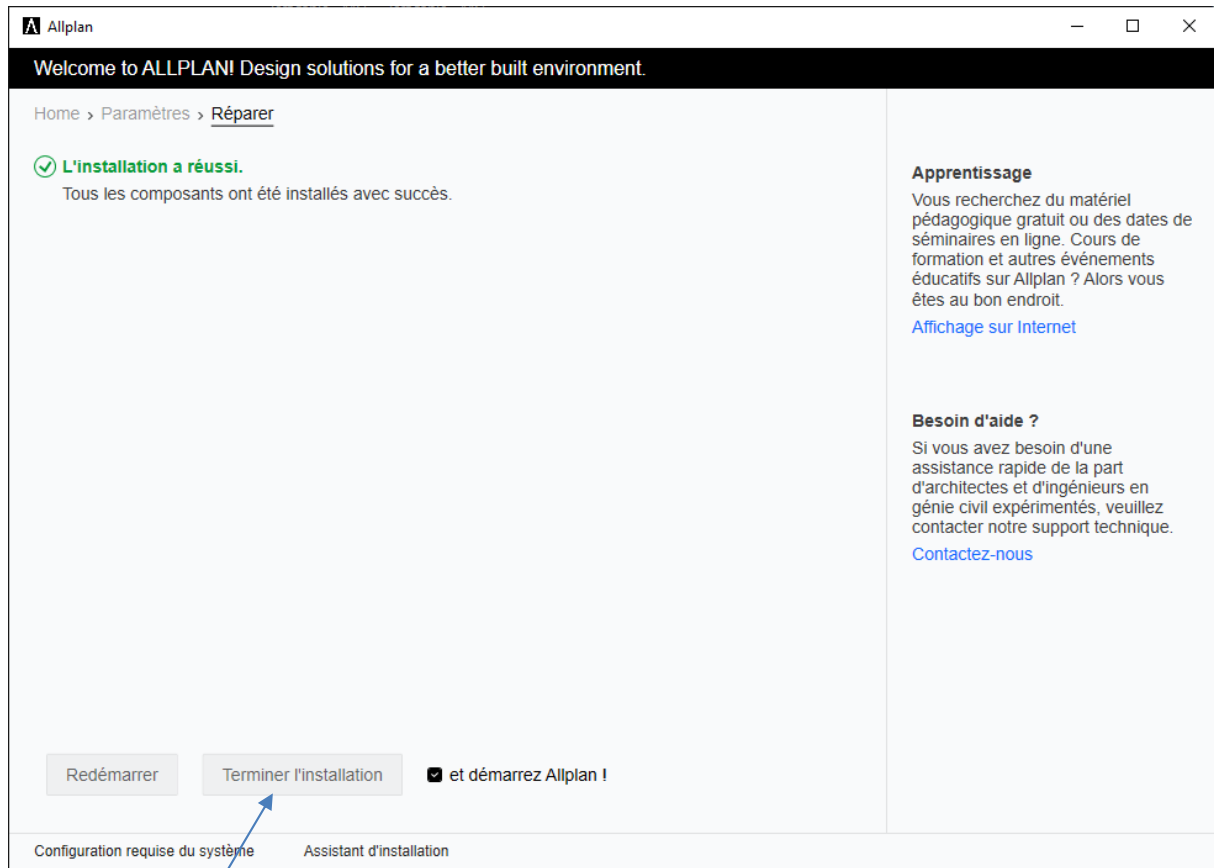 Allplan
Welcome to ALLPLAN! Design solutions for a better built environment.
Home › Paramètres › Réparer
L'installation a réussi.
Tous les composants ont été installés avec succès.
Apprentissage
Vous recherchez du matériel
pédagogique gratuit ou des dates de
séminaires en ligne. Cours de
formation et autres événements
éducatifs sur Allplan ? Alors vous
êtes au bon endroit.
Affichage sur Internet
Besoin d'aide ?
Si vous avez besoin d'une
assistance rapide de la part
d'architectes et d'ingénieurs en
génie civil expérimentés, veuillez
contacter notre support technique.
Contactez-nous
Redémarrer
Terminer l'installation
et démarrez Allplan !
Configuration requise du système
Assistant d'installation